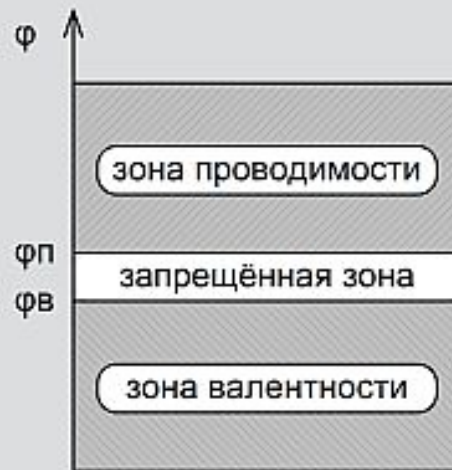 φ
зона проводимости
φп
запрещённая зона
φв
зона валентности